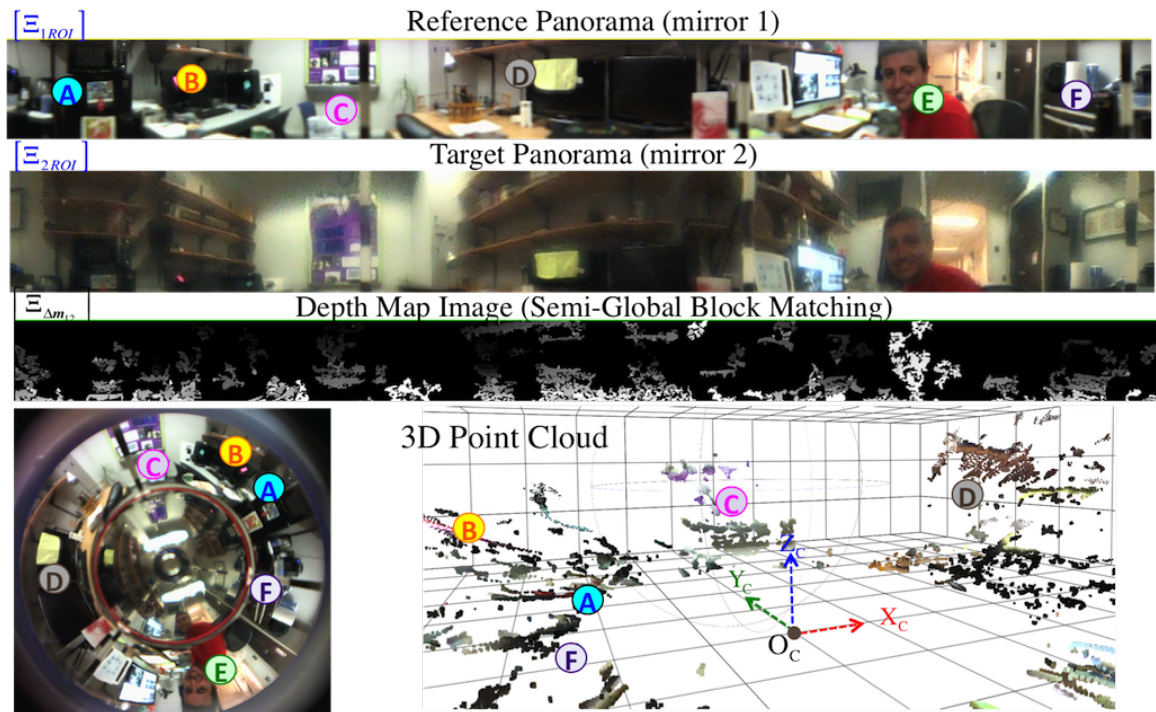 [Ξ1ROI]
Reference Panorama (mirror 1)
A
B
C
D
E
F
[Ξ2ROI]
Target Panorama (mirror 2)
ΞΔm12
Depth Map Image (Semi-Global Block Matching)
3D Point Cloud
C
B
A
D
F
E
B
C
D
A
F
ZC
YC
XC
OC